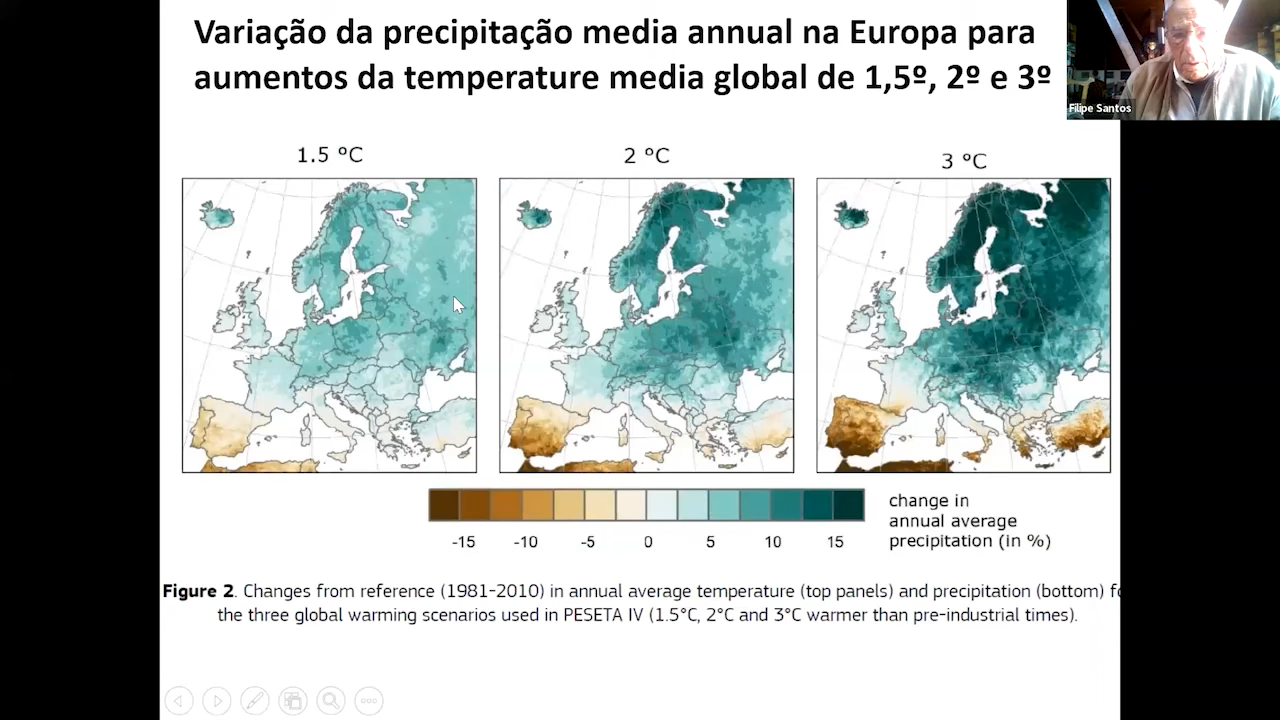 Variação da precipitação media annual na Europa para
aumentos da temperature media global de 1,5º, 2º e 3º
Filipe Santos
1.5 °C
2 °C
3 °C
-15 -10 -5 0 5 10 15
change in
annual average
precipitation (in %)
Figure 2. Changes from reference (1981-2010) in annual average temperature (top panels) and precipitation (bottom) fo
the three global warming scenarios used in PESETA IV (1.5°C, 2°C and 3°C warmer than pre-industrial times).